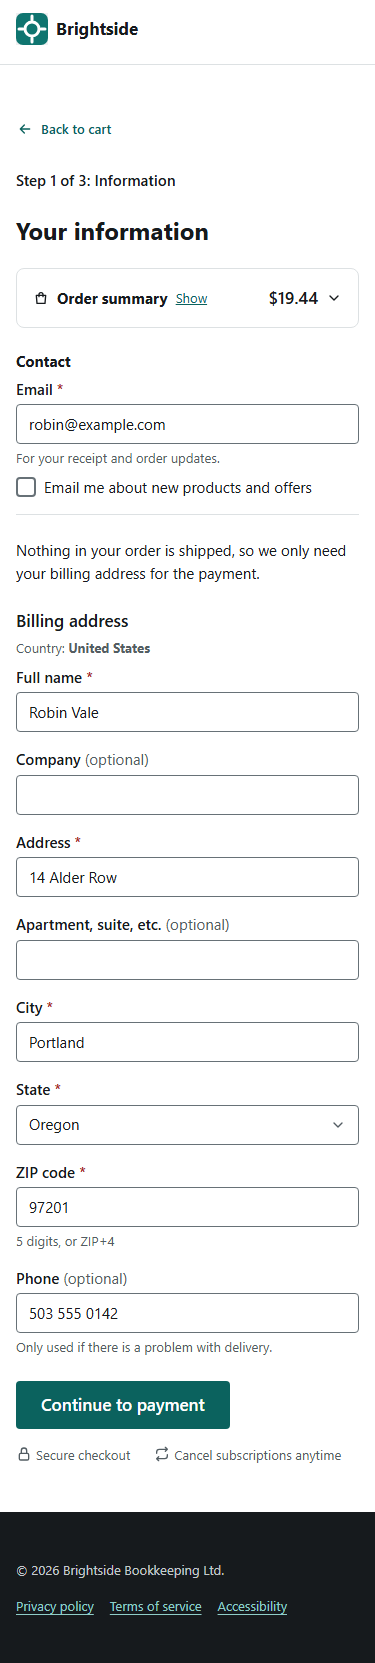 Brightside
Back to cart
Step 1 of 3: Information
Your information
Order summary Show $19.44
Contact
Email *
robin@example.com
For your receipt and order updates.
Email me about new products and offers
Nothing in your order is shipped, so we only need
your billing address for the payment.
Billing address
Country: United States
Full name *
Robin Vale
Company (optional)
Address *
14 Alder Row
Apartment, suite, etc. (optional)
City *
Portland
State *
Oregon
ZIP code *
97201
5 digits, or ZIP+4
Phone (optional)
503 555 0142
Only used if there is a problem with delivery.
Continue to payment
Secure checkout Cancel subscriptions anytime
© 2026 Brightside Bookkeeping Ltd.
Privacy policy Terms of service Accessibility